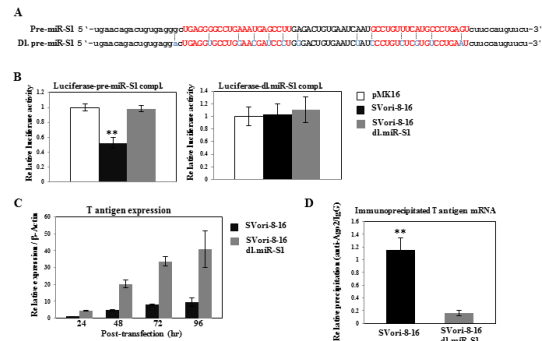 A
Pre-miR-S1 5'-ugaacagacugugagggcUGAGGGGCCUGAAAUGAGCCUUGAGACUGUGAAUCAAUGCCUGUUUCAUGCCCUGAGUcuuccauguucu-3'
DL pre-miR-S1 5'-ugaacagacugugagg
B
Luciferase-pre-miR-S1 compl.
Relative luciferase activity
1.4
1.2
1
0.8
0.6
0.4
0.2
0
**
Luciferase-dl.miR-S1 compl.
Relative luciferase activity
1.4
1.2
1
0.8
0.6
0.4
0.2
0
pMK16
SVori-8-16
SVori-8-16
dl.miR-S1
C
T antigen expression
Relative expression / β-Actin
60
50
40
30
20
10
0
24 48 72 96
Post-transfection (hr)
SVori-8-16
SVori-8-16
dl.miR-S1
D
Immunoprecipitated T antigen mRNA
Relative precipitation (anti-Ago2/IgG)
1.6
1.4
1.2
1
0.8
0.6
0.4
0.2
0
**
SVori-8-16
SVori-8-16
dl.miR-S1